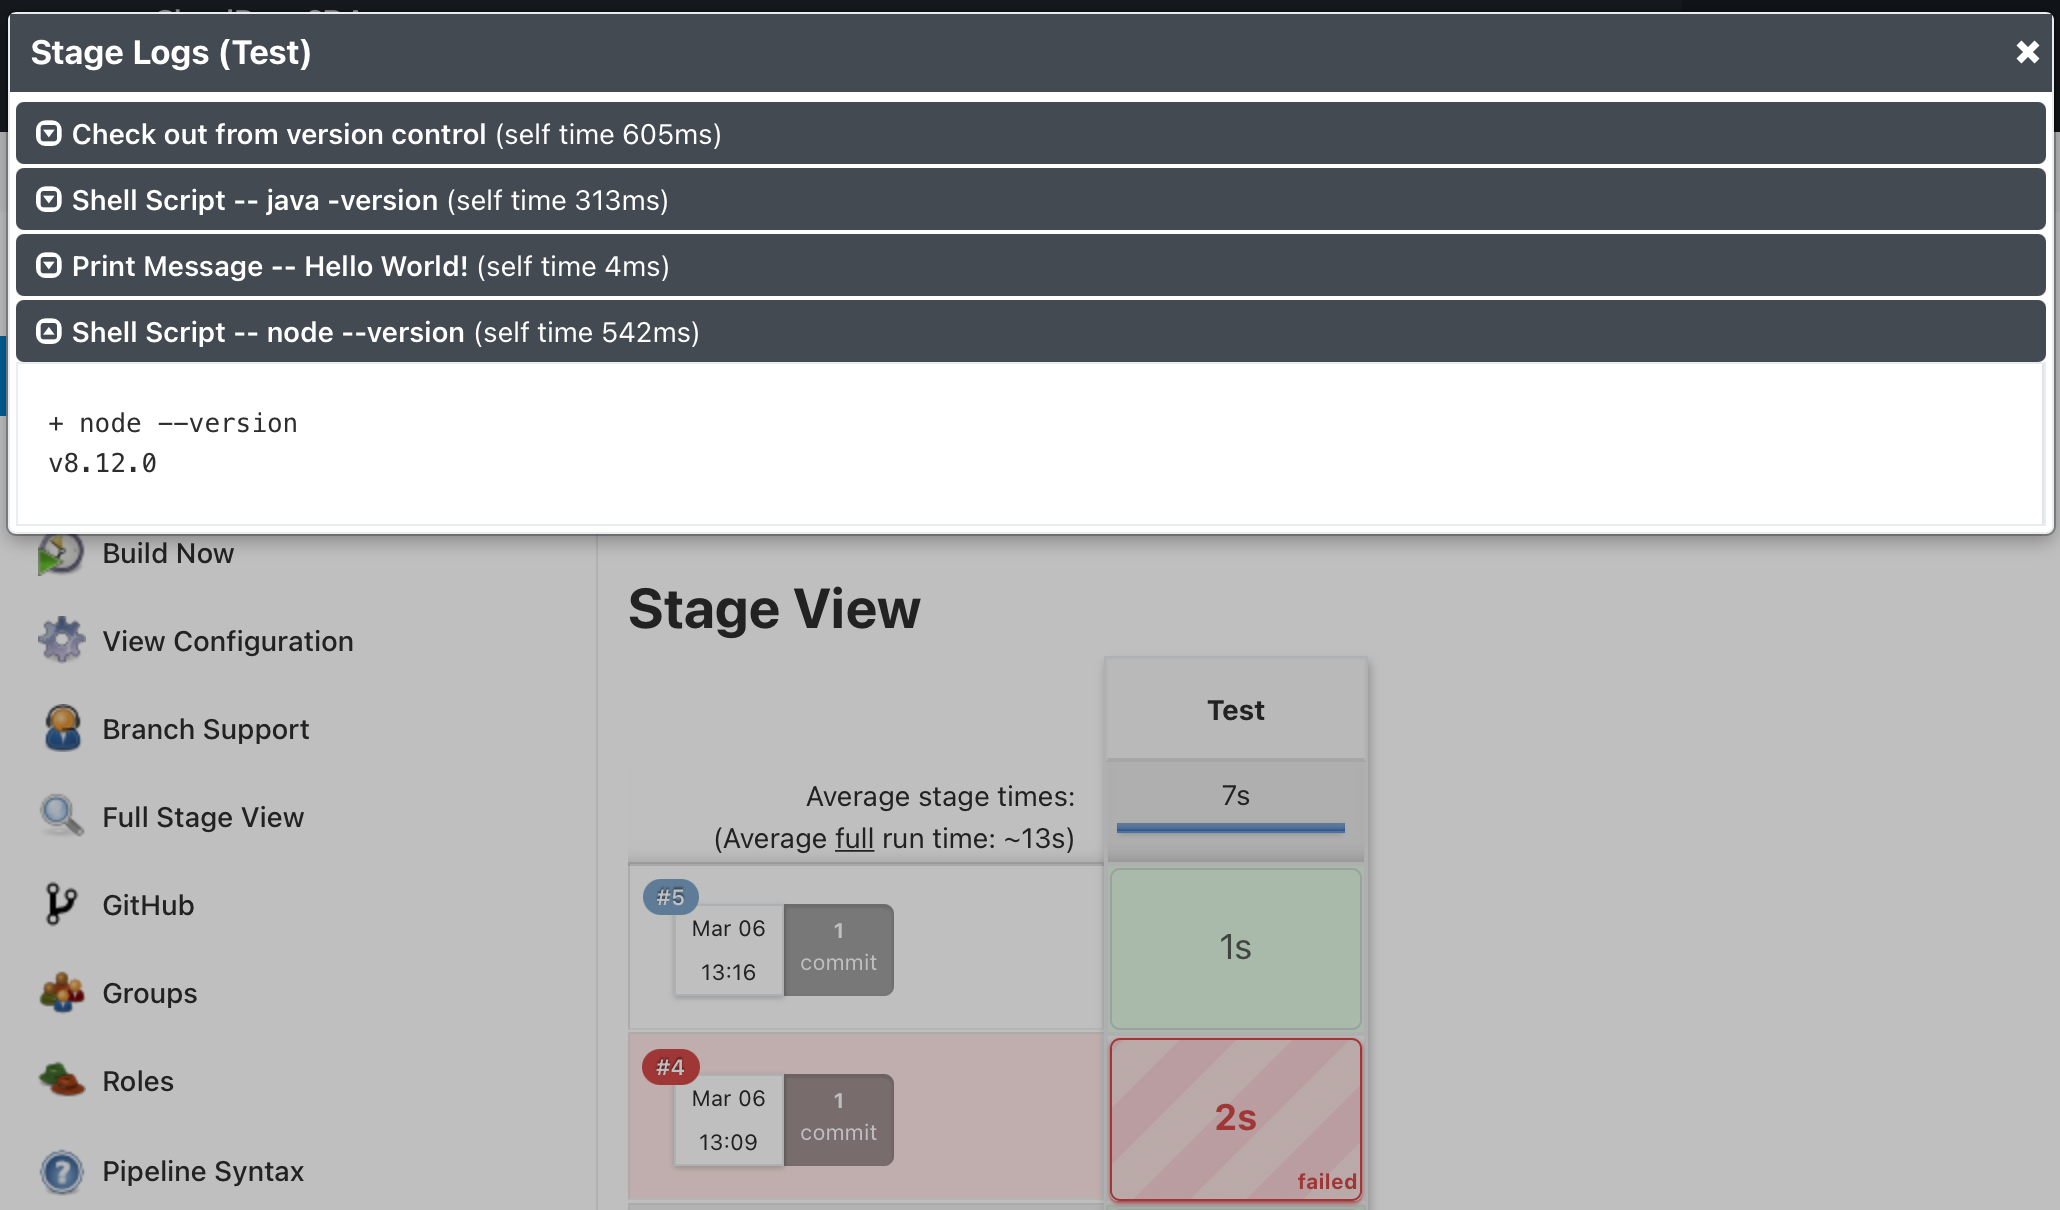 Stage Logs (Test)
Check out from version control (self time 605ms)
Shell Script -- java -version (self time 313ms)
Print Message -- Hello World! (self time 4ms)
Shell Script -- node --version (self time 542ms)
+ node --version
v8.12.0
Build Now
View Configuration
Branch Support
Full Stage View
GitHub
Groups
Roles
Pipeline Syntax
Stage View
Test
Average stage times:
(Average full run time: ~13s)
7s
#5
Mar 06
13:16
1
commit
1s
#4
Mar 06
13:09
1
commit
2s
failed